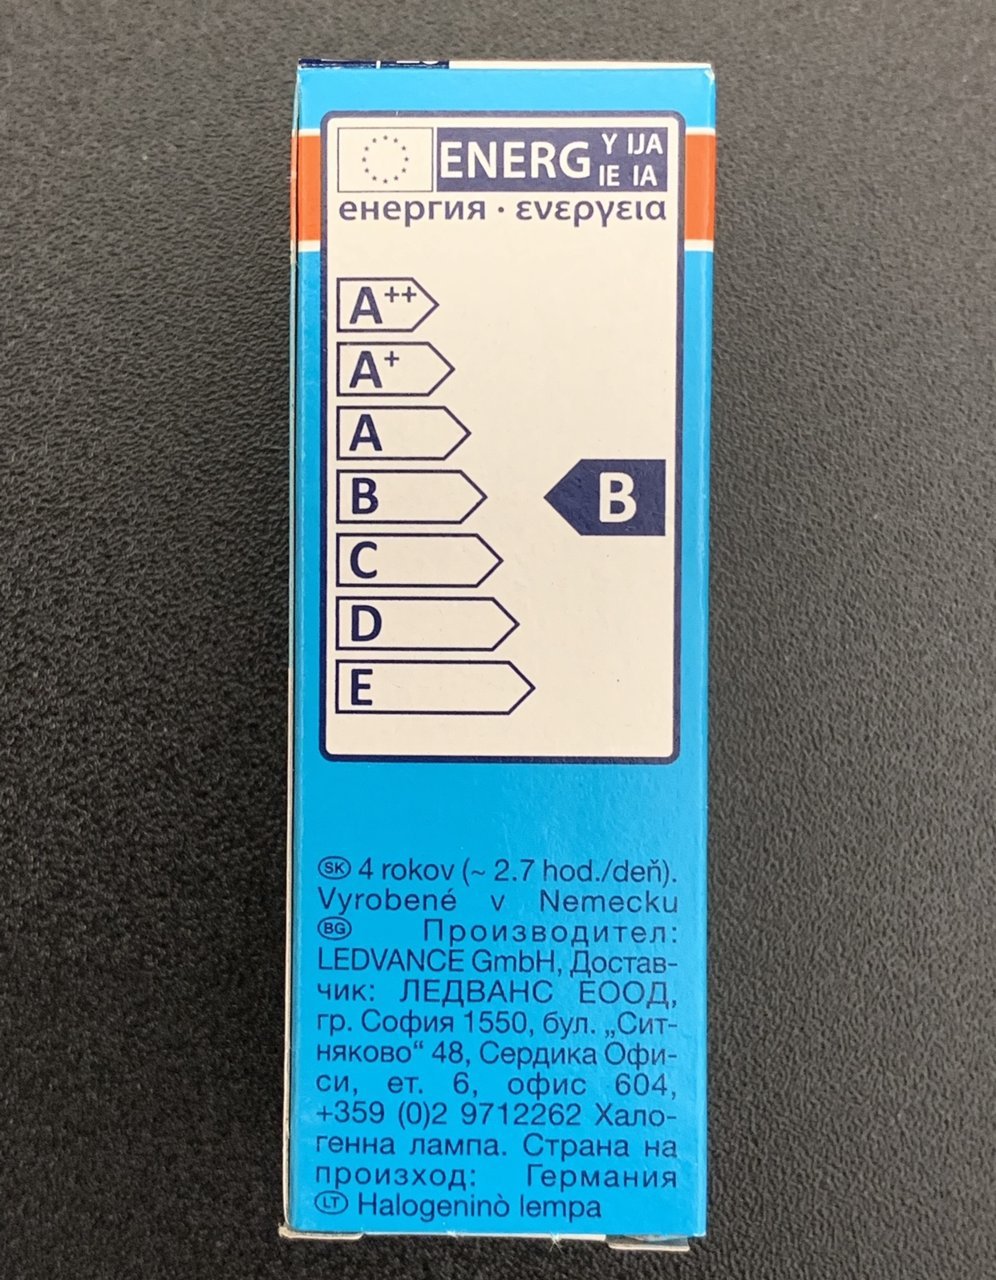 ENERG Y IJA
IE IA
енергия · ενεργεια
A++
A+
A
B
B
C
D
E
SK 4 rokov (~ 2.7 hod./deň).
Vyrobené v Nemecku
BG Производител:
LEDVANCE GmbH, Достав-
чик: ЛЕДВАНС ЕООД,
гр. София 1550, бул. „Сит-
няково“ 48, Сердика Офи-
си, ет. 6, офис 604,
+359 (0)2 9712262 Хало-
генна лампа. Страна на
произход: Германия
LT Halogeninò lempa